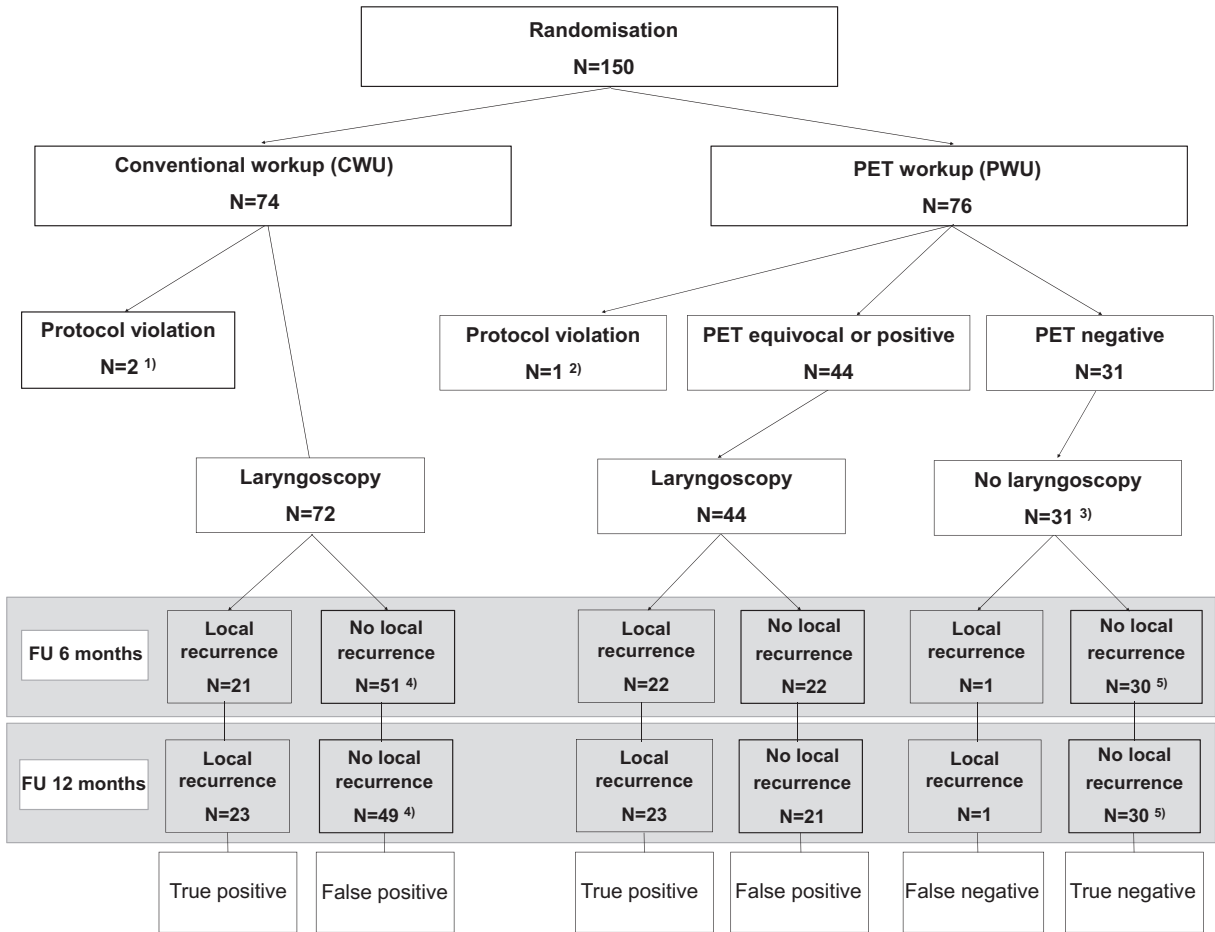 Randomisation
N=150
Conventional workup (CWU)
N=74
PET workup (PWU)
N=76
Protocol violation
N=2 1)
Protocol violation
N=1 2)
PET equivocal or positive
N=44
PET negative
N=31
Laryngoscopy
N=72
Laryngoscopy
N=44
No laryngoscopy
N=31 3)
FU 6 months
Local
recurrence
N=21
No local
recurrence
N=51 4)
Local
recurrence
N=22
No local
recurrence
N=22
Local
recurrence
N=1
No local
recurrence
N=30 5)
FU 12 months
Local
recurrence
N=23
No local
recurrence
N=49 4)
Local
recurrence
N=23
No local
recurrence
N=21
Local
recurrence
N=1
No local
recurrence
N=30 5)
True positive
False positive
True positive
False positive
False negative
True negative